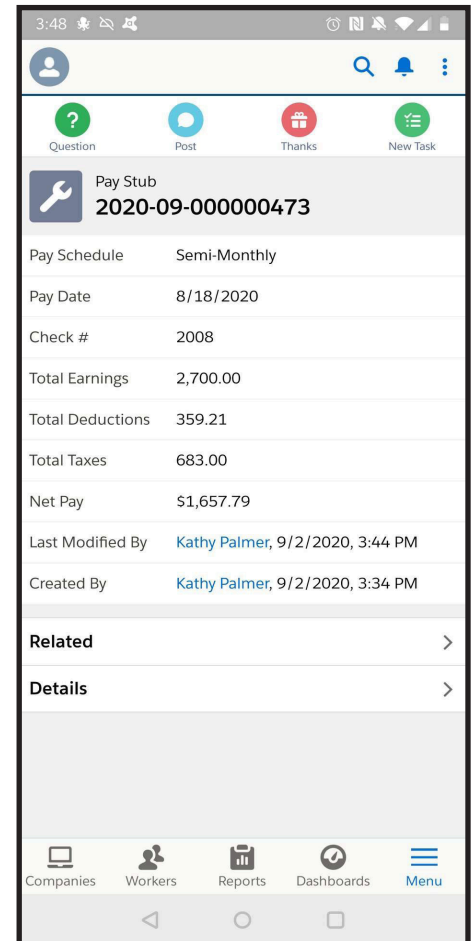 3:48
Question Post Thanks New Task
Pay Stub
2020-09-000000473
Pay Schedule Semi-Monthly
Pay Date 8/18/2020
Check # 2008
Total Earnings 2,700.00
Total Deductions 359.21
Total Taxes 683.00
Net Pay $1,657.79
Last Modified By Kathy Palmer, 9/2/2020, 3:44 PM
Created By Kathy Palmer, 9/2/2020, 3:34 PM
Related
Details
Companies Workers Reports Dashboards Menu